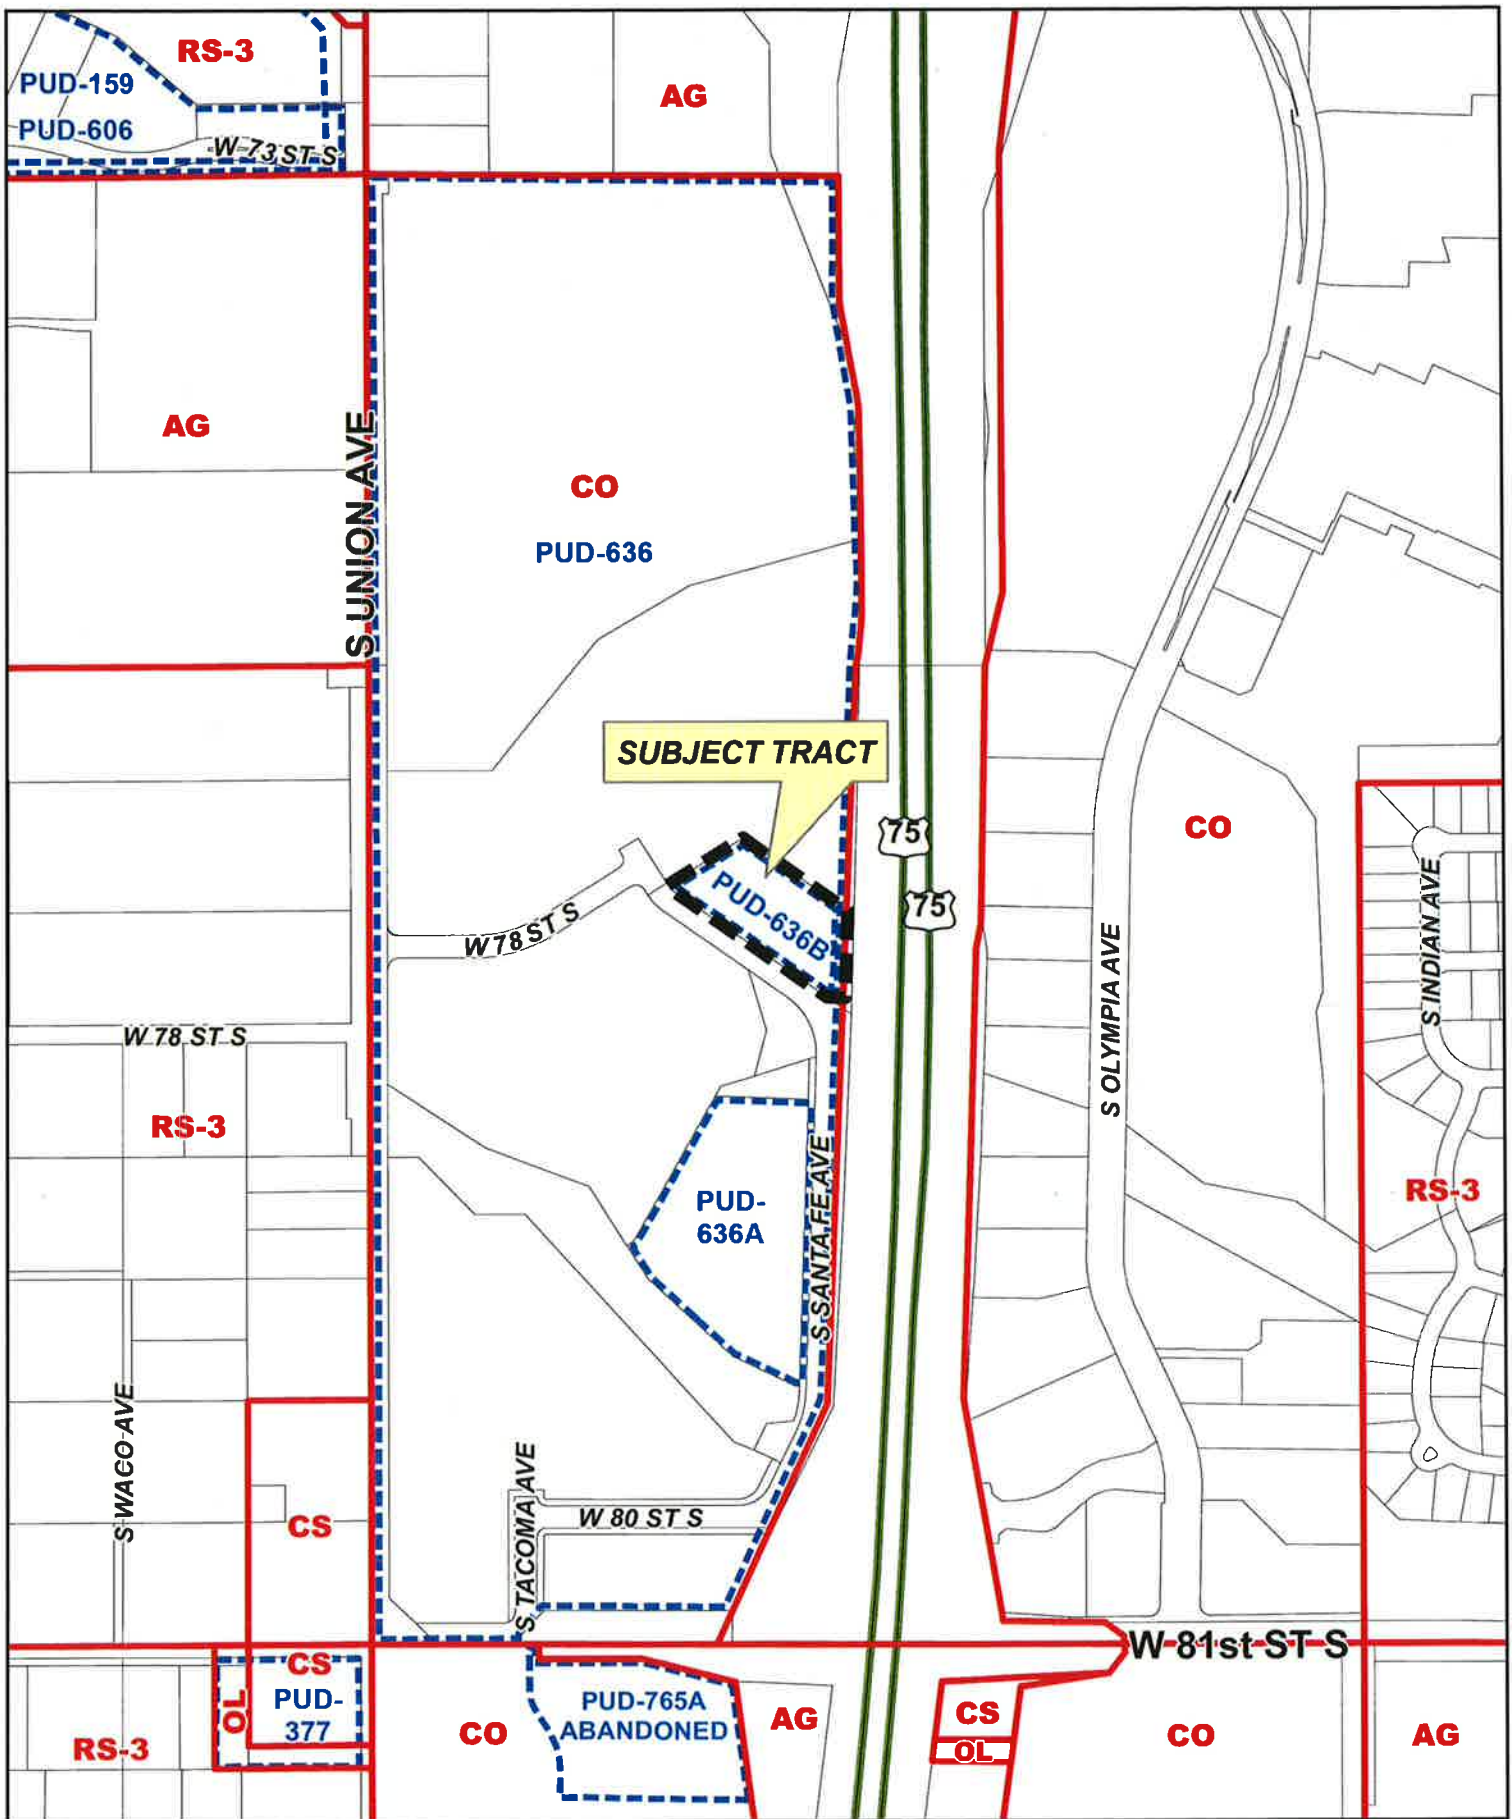 RS-3
PUD-159
AG
PUD-606
W 73 ST S
AG
S UNION AVE
CO
PUD-636
SUBJECT TRACT
75
CO
PUD-636B
75
S INDIAN AVE
W 78 ST S
S OLYMPIA AVE
W 78 ST S
RS-3
PUD-
636A
S SANTA FE AVE
RS-3
S WACO AVE
S TACOMA AVE
CS
W 80 ST S
W 81st ST S
CS
PUD-
377
OL
PUD-765A
ABANDONED
RS-3
CO
AG
CS
OL
CO
AG